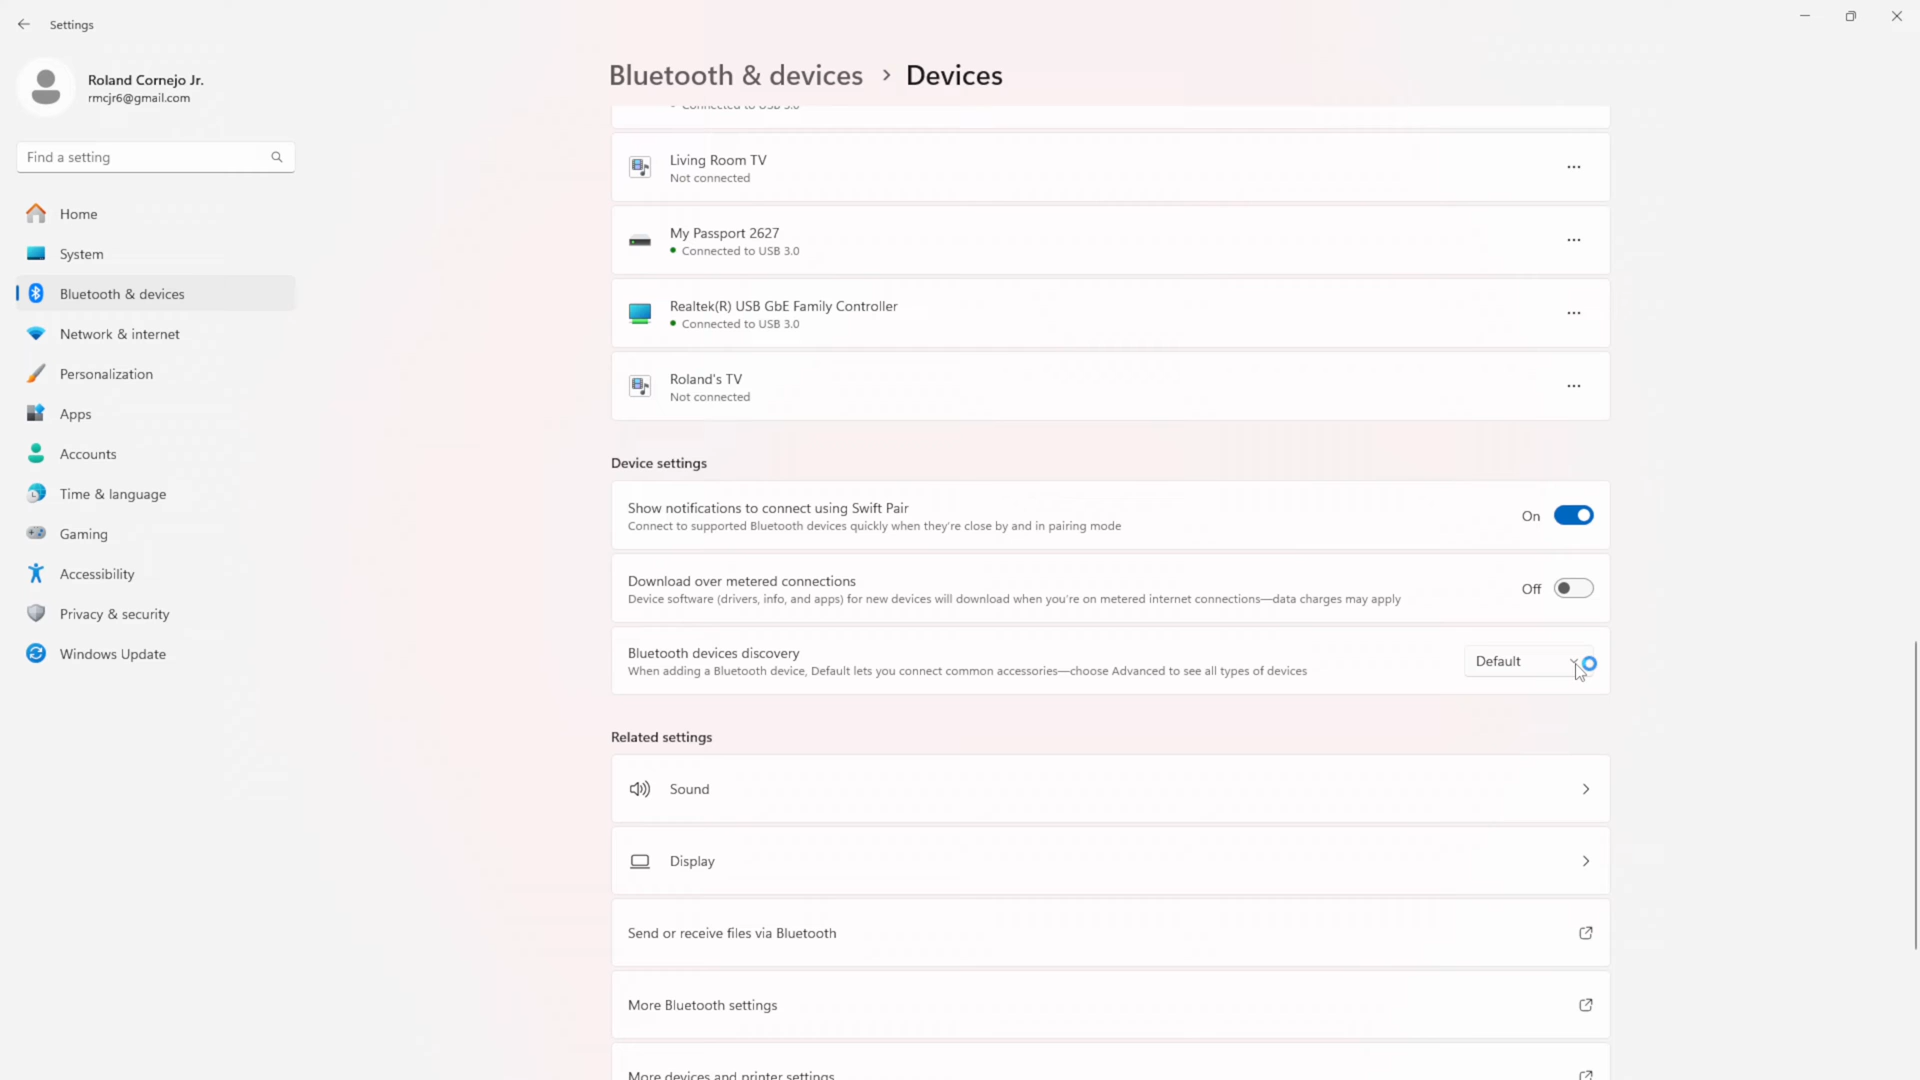 Settings
Roland Cornejo Jr.
rmcjr6@gmail.com
Find a setting
Home
System
Bluetooth & devices
Network & internet
Personalization
Apps
Accounts
Time & language
Gaming
Accessibility
Privacy & security
Windows Update
Bluetooth & devices > Devices
Connected to USB 3.0
Living Room TV
Not connected
My Passport 2627
Connected to USB 3.0
Realtek(R) USB GbE Family Controller
Connected to USB 3.0
Roland's TV
Not connected
Device settings
Show notifications to connect using Swift Pair
Connect to supported Bluetooth devices quickly when they're close by and in pairing mode
On
Download over metered connections
Device software (drivers, info, and apps) for new devices will download when you're on metered internet connections—data charges may apply
Off
Bluetooth devices discovery
When adding a Bluetooth device, Default lets you connect common accessories—choose Advanced to see all types of devices
Default
Related settings
Sound
Display
Send or receive files via Bluetooth
More Bluetooth settings
More devices and printer settings